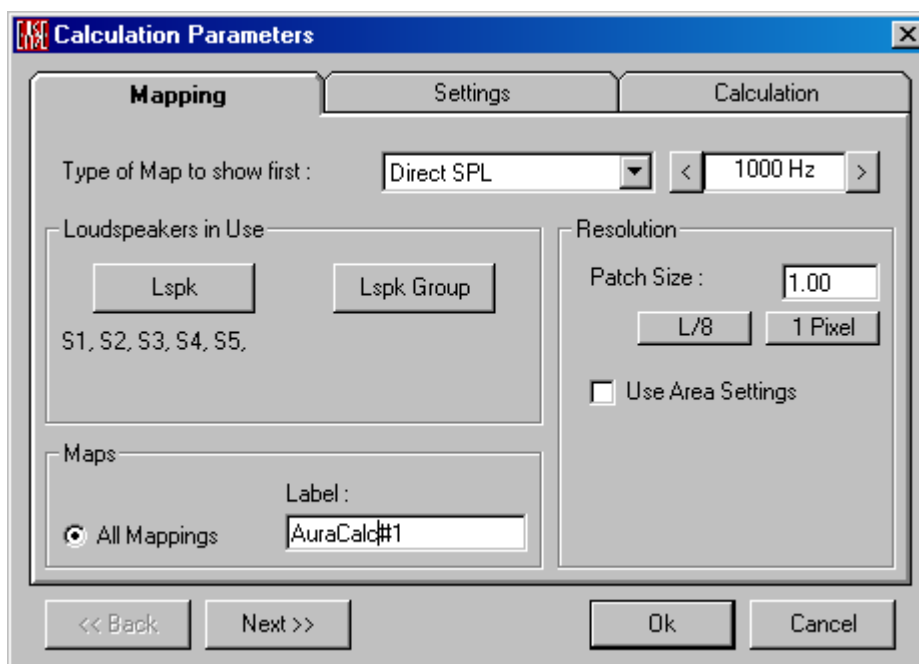 EASE
Calculation Parameters
Mapping Settings Calculation
Type of Map to show first : Direct SPL < 1000 Hz >
Loudspeakers in Use
Lspk Lspk Group
S1, S2, S3, S4, S5,
Resolution
Patch Size : 1.00
L/8 1 Pixel
Use Area Settings
Maps
Label :
All Mappings AuraCalc#1
<< Back Next >> Ok Cancel